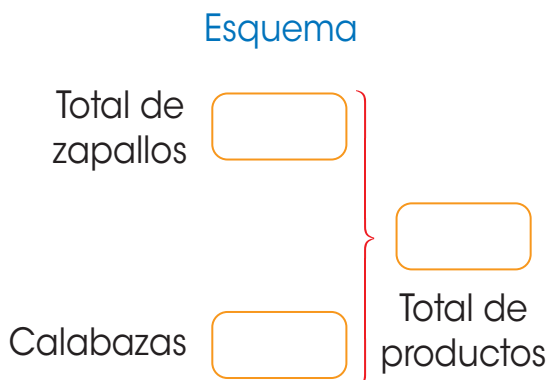 Esquema
Total de
zapallos
Calabazas
Total de
productos